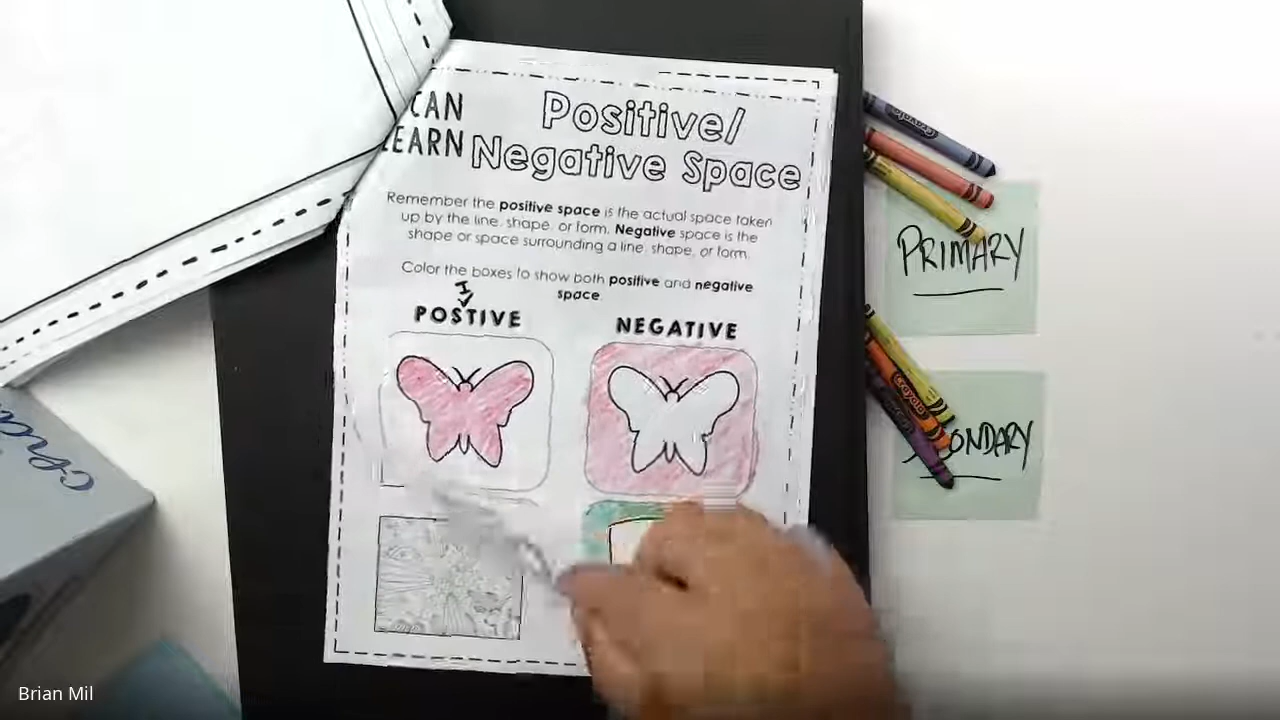 CAN
LEARN
Positive/
Negative Space
Remember the positive space is the actual space taken
up by the line, shape, or form. Negative space is the
shape or space surrounding a line, shape, or form.
Color the boxes to show both positive and negative
space.
I
POSTIVE
NEGATIVE
PRIMARY
ONDARY
Crayola
Crayola
Brian Mil